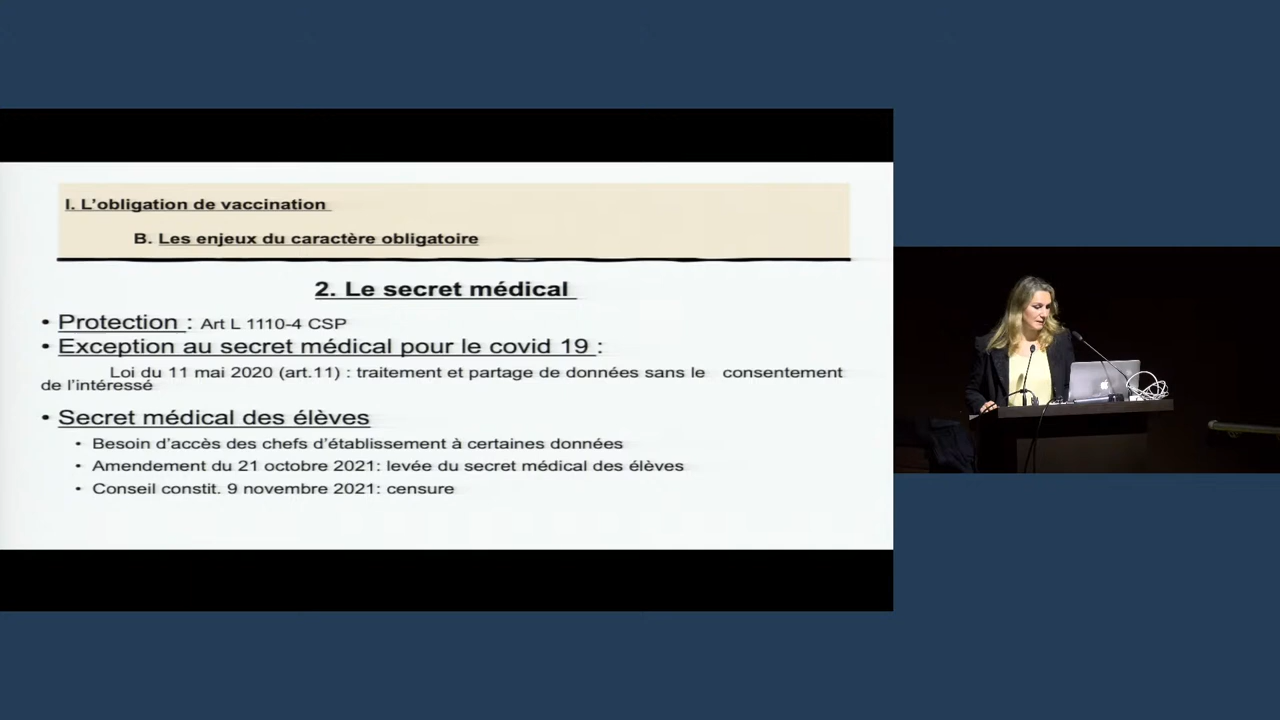 I. L'obligation de vaccination
B. Les enjeux du caractère obligatoire
2. Le secret médical
• Protection : Art L 1110-4 CSP
• Exception au secret médical pour le covid 19 :
Loi du 11 mai 2020 (art.11) : traitement et partage de données sans le consentement
de l'intéressé
• Secret médical des élèves
• Besoin d'accès des chefs d'établissement à certaines données
• Amendement du 21 octobre 2021: levée du secret médical des élèves
• Conseil constit. 9 novembre 2021: censure